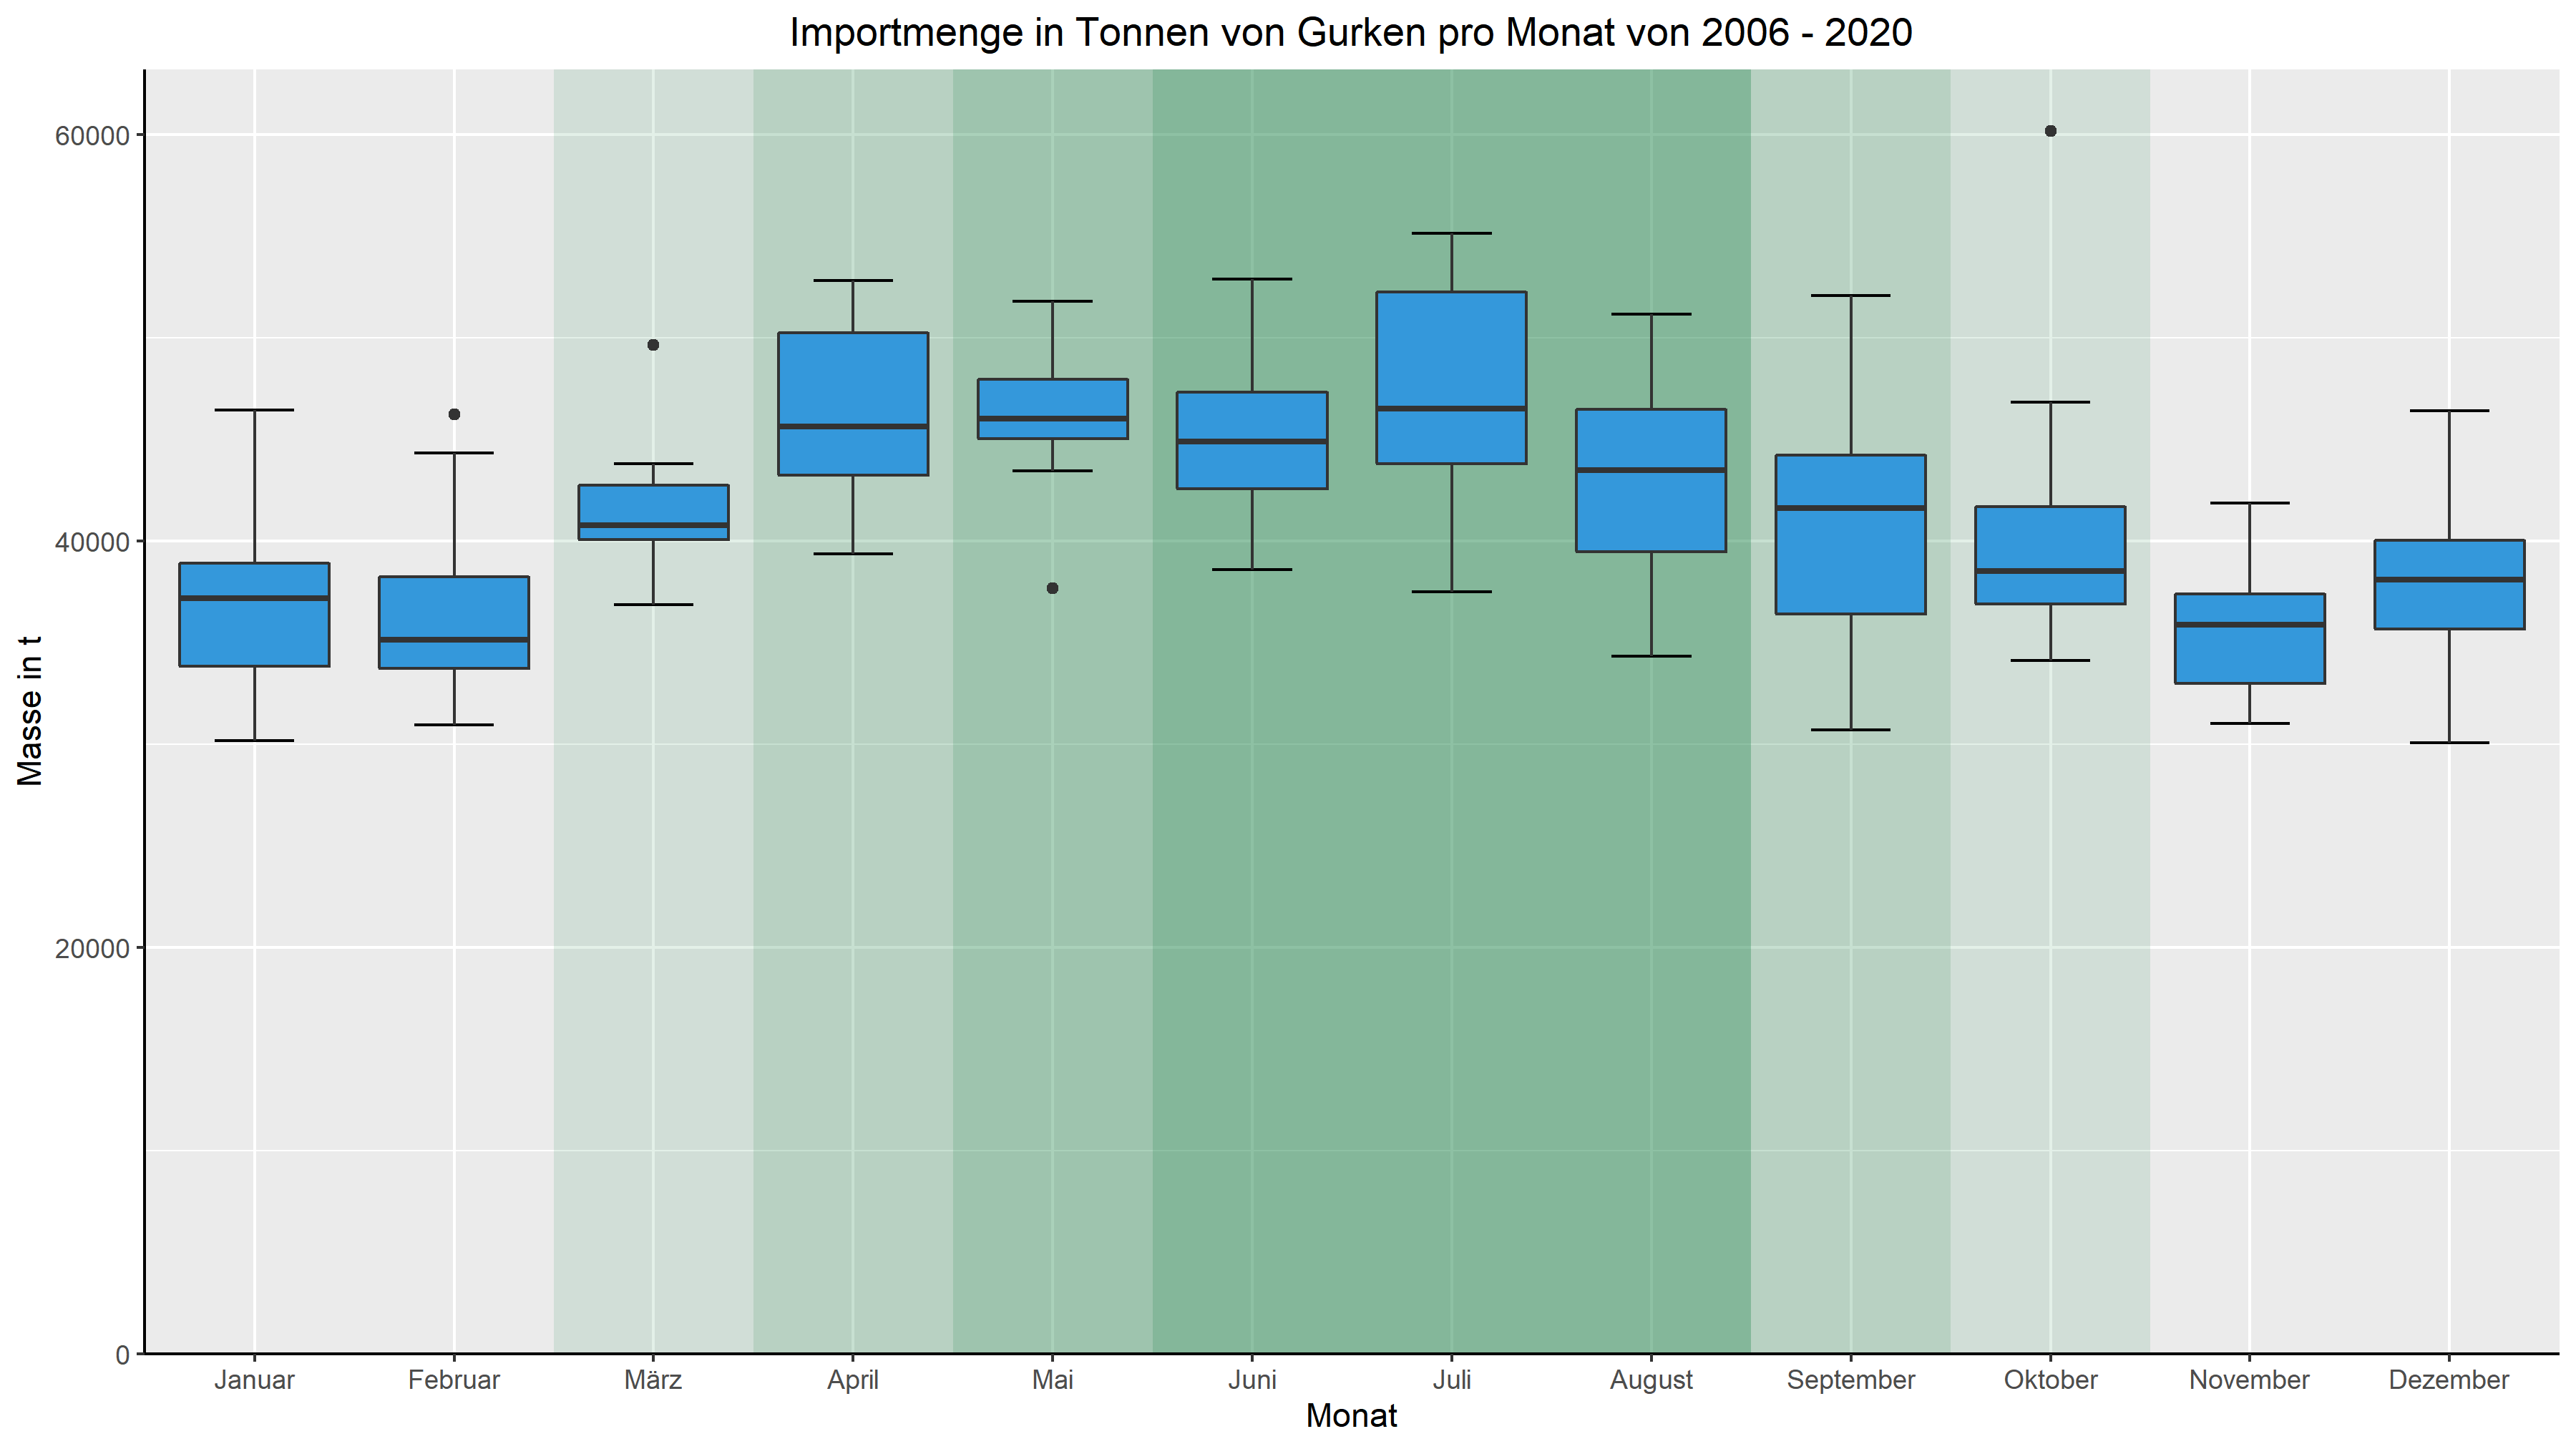 Importmenge in Tonnen von Gurken pro Monat von 2006 - 2020
Masse in t
60000
40000
20000
0
Januar Februar März April Mai Juni Juli August September Oktober November Dezember
Monat